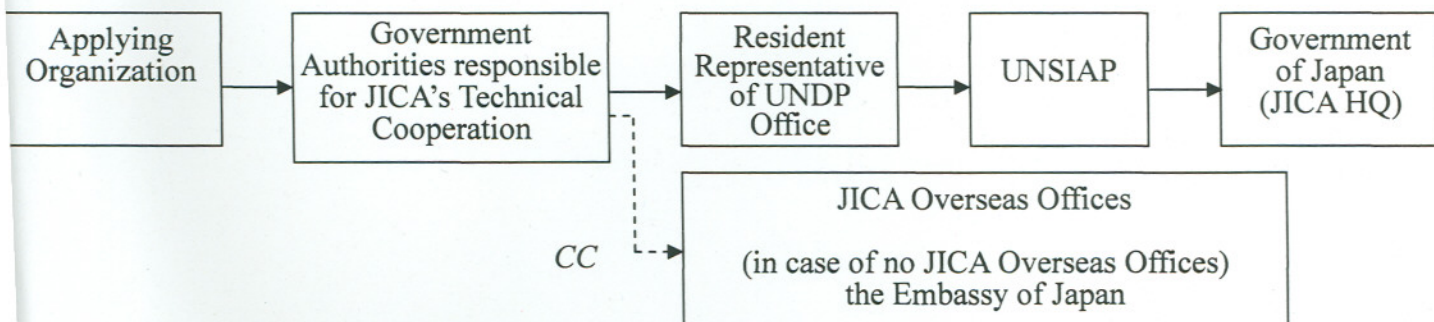 Applying
Organization
Government
Authorities responsible
for JICA's Technical
Cooperation
Resident
Representative
of UNDP
Office
UNSIAP
Government
of Japan
(JICA HQ)
CC
JICA Overseas Offices
(in case of no JICA Overseas Offices)
the Embassy of Japan